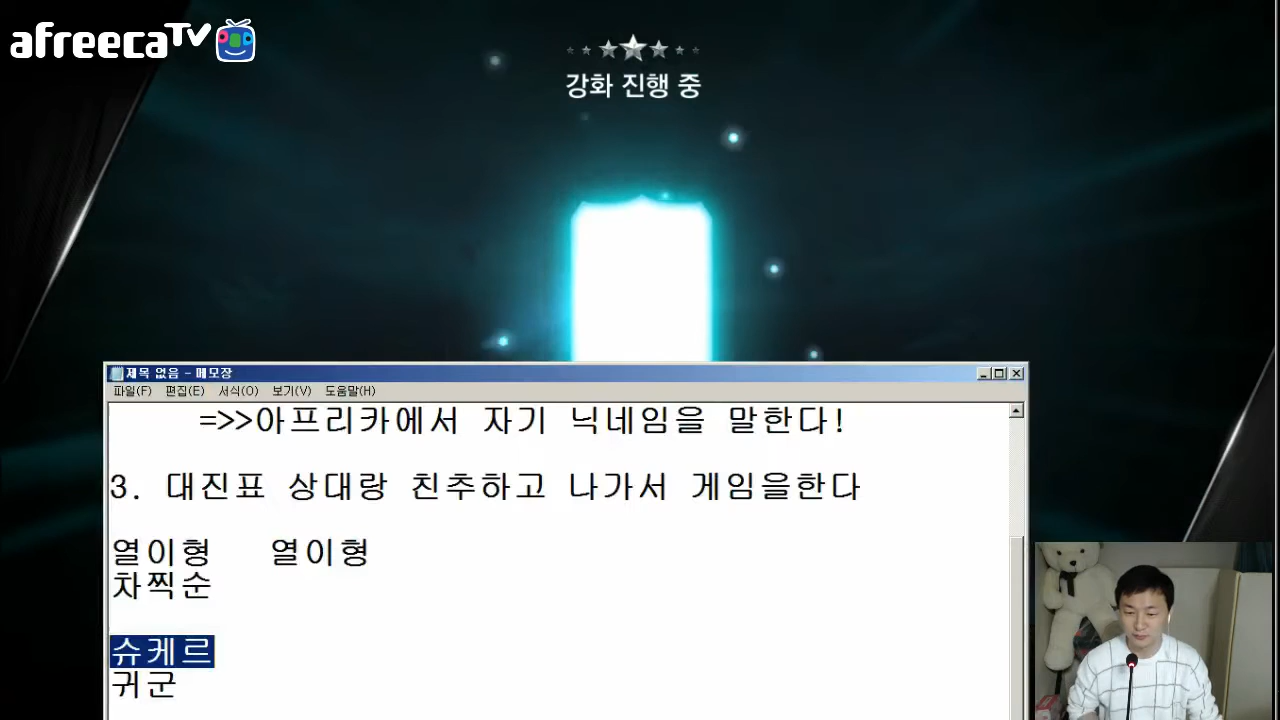 afreecaTV
강화 진행 중
제목 없음 - 메모장
파일(F) 편집(E) 서식(O) 보기(V) 도움말(H)
=>>아프리카에서 자기 닉네임을 말한다!
3. 대진표 상대랑 친추하고 나가서 게임을한다
열이형 열이형
차찍순
슈케르
귀군